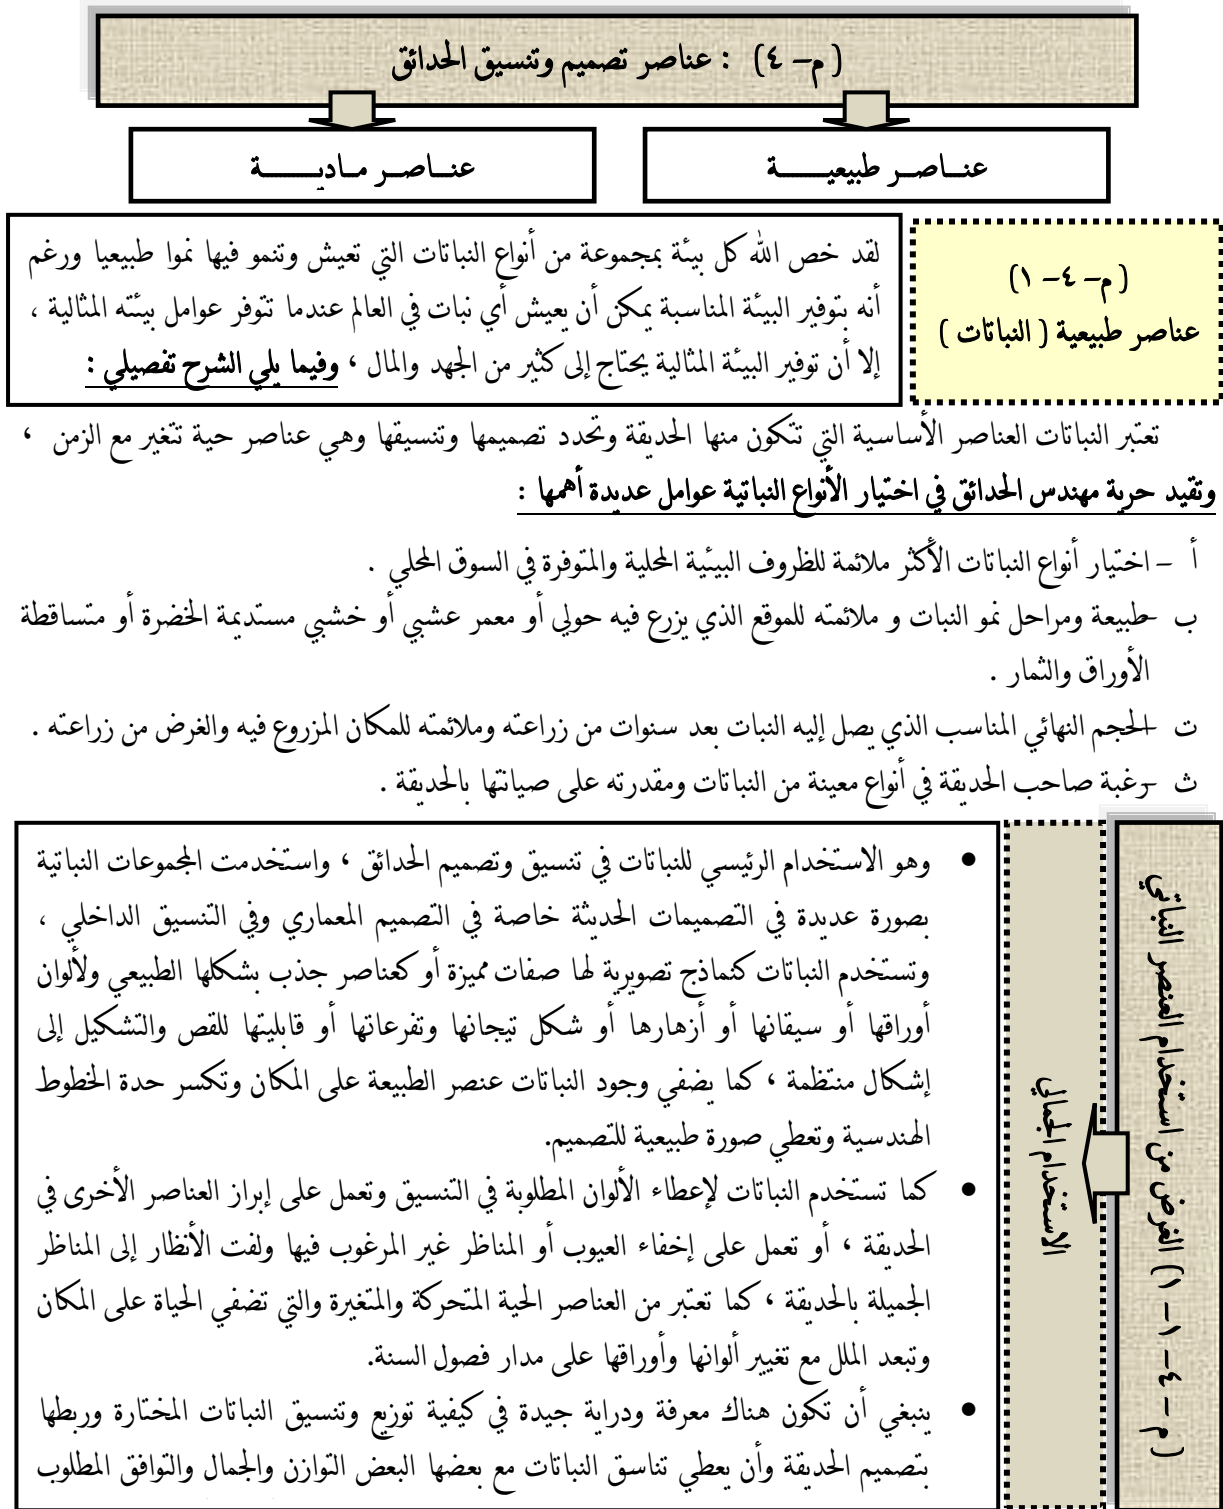 ( م– ٤) : عناصر تصميم وتنسيق الحدائق
عنــاصــر طبيعيـــــــة
عنــاصــر مـاديـــــــة
( م– ٤– ١)
عناصر طبيعية ( النباتات )
لقد خص الله كل بيئة بمجموعة من أنواع النباتات التي تعيش وتنمو فيها نموا طبيعيا ورغم
أنه بتوفير البيئة المناسبة يمكن أن يعيش أي نبات في العالم عندما تتوفر عوامل بيئته المثالية ،
إلا أن توفير البيئة المثالية يحتاج إلى كثير من الجهد والمال ، وفيما يلي الشرح تفصيلي :
تعتبر النباتات العناصر الأساسية التي تتكون منها الحديقة وتحدد تصميمها وتنسيقها وهي عناصر حية تتغير مع الزمن ،
وتقيد حرية مهندس الحدائق في اختيار الأنواع النباتية عوامل عديدة أهمها :
أ – اختيار أنواع النباتات الأكثر ملائمة للظروف البيئية المحلية والمتوفرة في السوق المحلي .
ب –طبيعة ومراحل نمو النبات و ملائمته للموقع الذي يزرع فيه حولي أو معمر عشبي أو خشبي مستديمة الخضرة أو متساقطة
الأوراق والثمار .
ت –الحجم النهائي المناسب الذي يصل إليه النبات بعد سنوات من زراعته وملائمته للمكان المزروع فيه والغرض من زراعته .
ث –رغبة صاحب الحديقة في أنواع معينة من النباتات ومقدرته على صيانتها بالحديقة .
( م – ٤ – ١ – ١) الغرض من استخدام العنصر النباتي
الاستخدام الجمالي
• وهو الاستخدام الرئيسي للنباتات في تنسيق وتصميم الحدائق ، واستخدمت المجموعات النباتية
بصورة عديدة في التصميمات الحديثة خاصة في التصميم المعماري وفي التنسيق الداخلي ،
وتستخدم النباتات كنماذج تصويرية لها صفات مميزة أو كعناصر جذب بشكلها الطبيعي ولألوان
أوراقها أو سيقانها أو أزهارها أو شكل تيجانها وتفرعاتها أو قابليتها للقص والتشكيل إلى
إشكال منتظمة ، كما يضفي وجود النباتات عنصر الطبيعة على المكان وتكسر حدة الخطوط
الهندسية وتعطي صورة طبيعية للتصميم.
• كما تستخدم النباتات لإعطاء الألوان المطلوبة في التنسيق وتعمل على إبراز العناصر الأخرى في
الحديقة ، أو تعمل على إخفاء العيوب أو المناظر غير المرغوب فيها ولفت الأنظار إلى المناظر
الجميلة بالحديقة ، كما تعتبر من العناصر الحية المتحركة والمتغيرة والتي تضفي الحياة على المكان
وتبعد الملل مع تغيير ألوانها وأوراقها على مدار فصول السنة.
• ينبغي أن تكون هناك معرفة ودراية جيدة في كيفية توزيع وتنسيق النباتات المختارة وربطها
بتصميم الحديقة وأن يعطي تناسق النباتات مع بعضها البعض التوازن والجمال والتوافق المطلوب